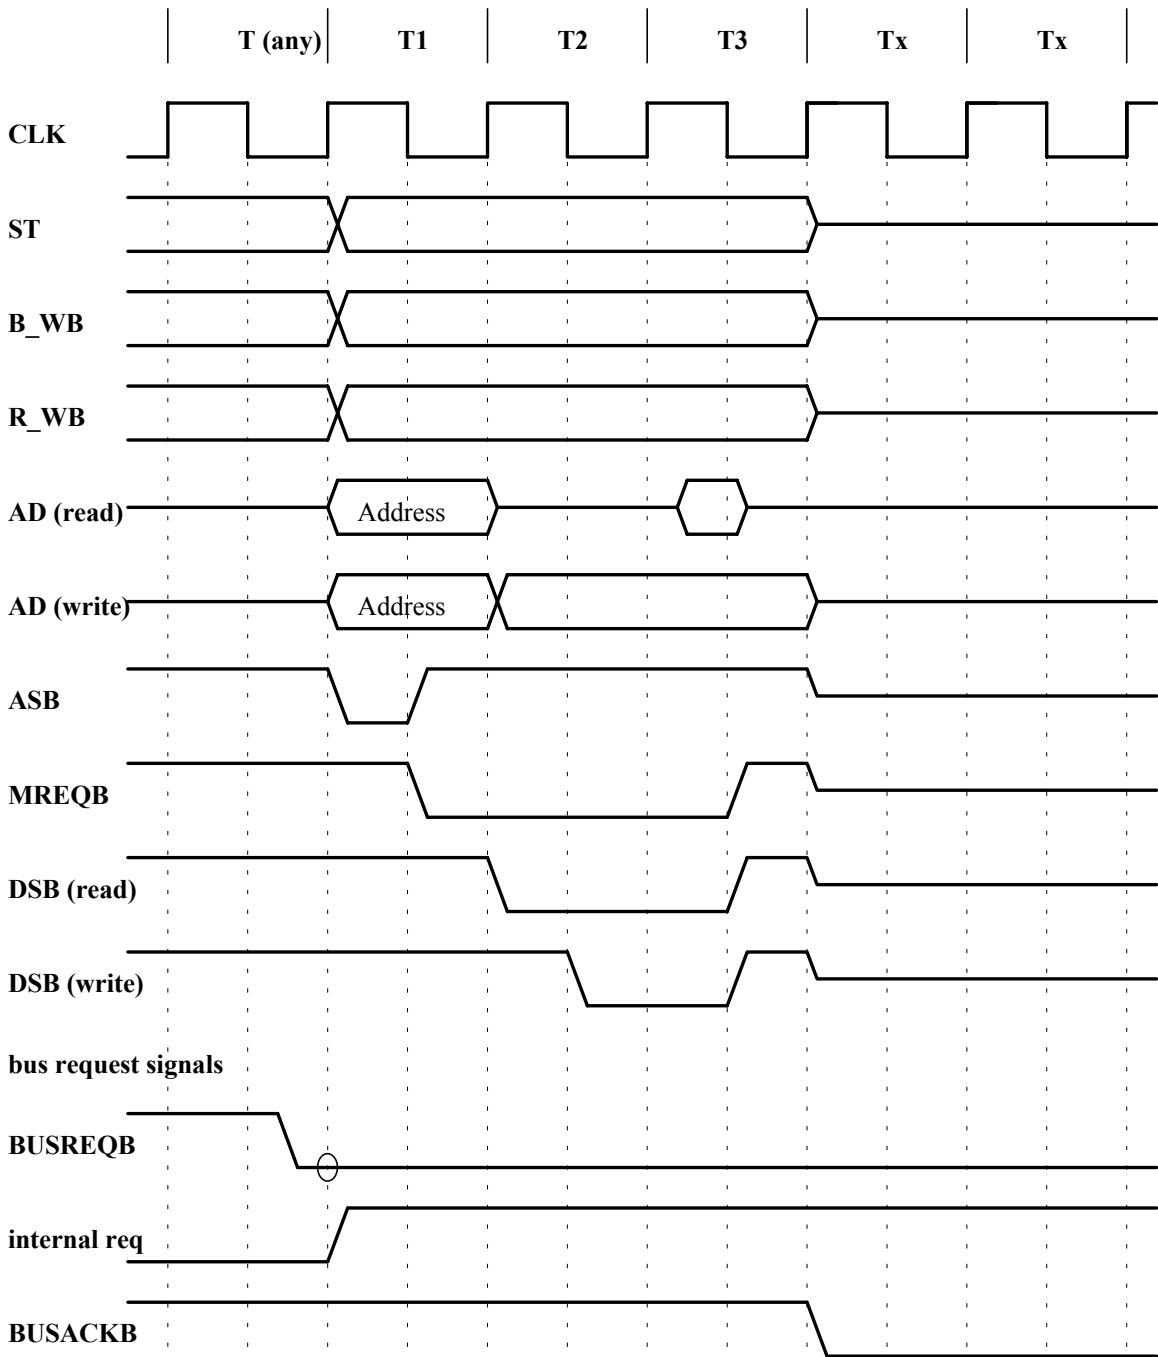 T (any) T1 T2 T3 Tx Tx
CLK
ST
B_WB
R_WB
AD (read) Address
AD (write) Address
ASB
MREQB
DSB (read)
DSB (write)
bus request signals
BUSREQB
internal req
BUSACKB